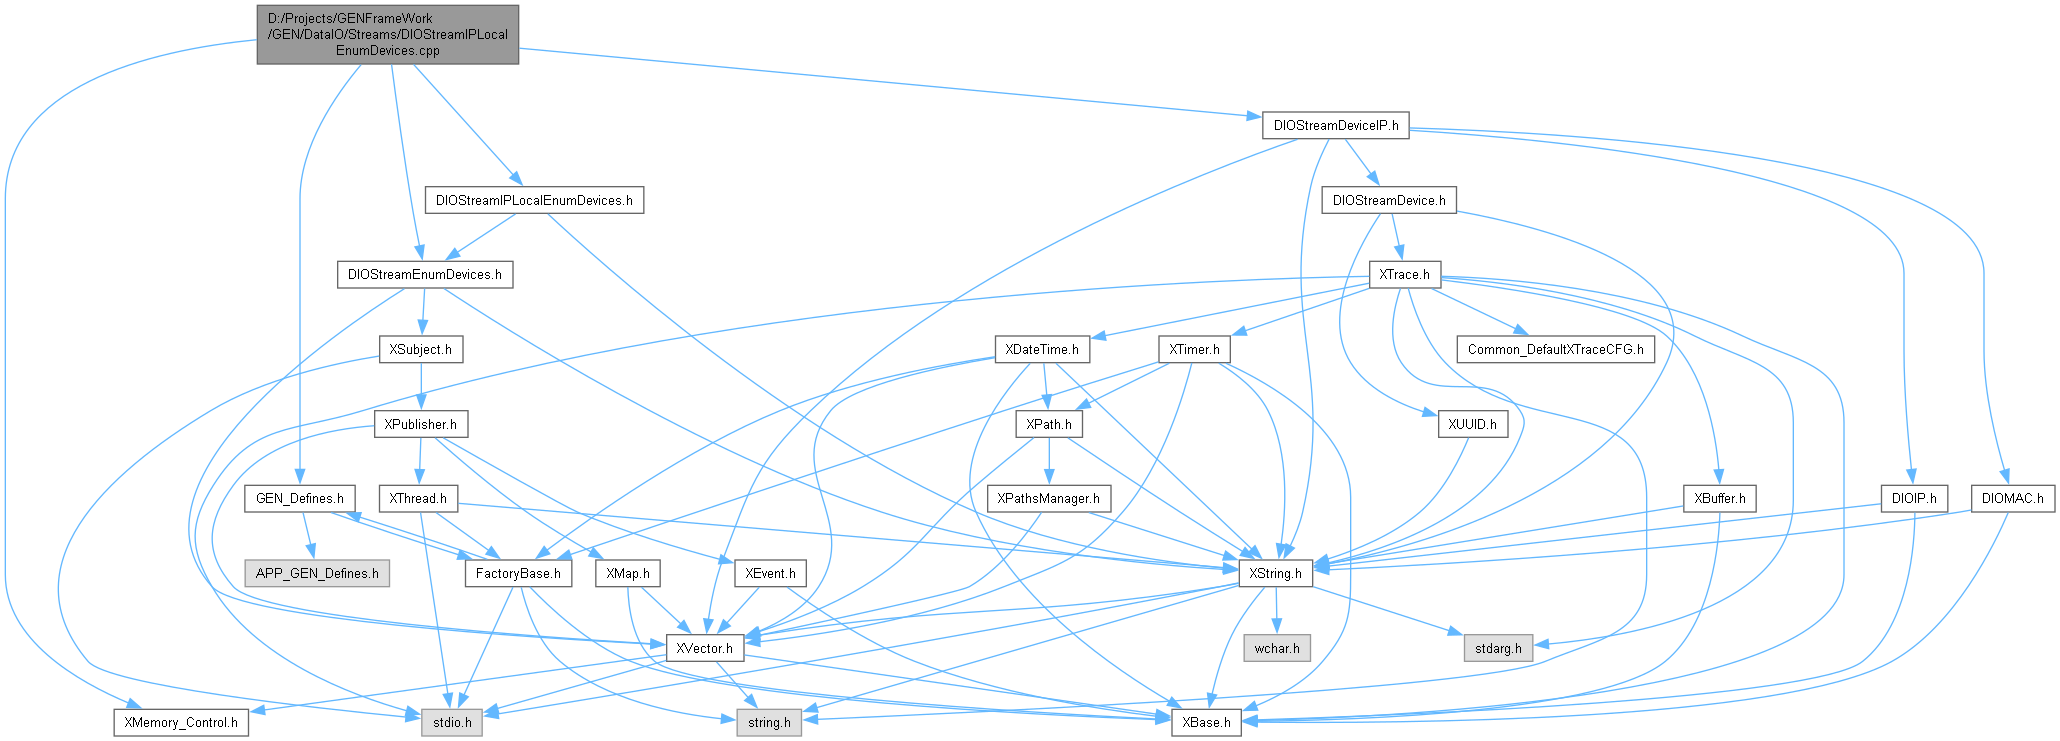 D:/Projects/GENFrameWork
/GEN/DataIO/Streams/DIOStreamIPLocal
EnumDevices.cpp
DIOStreamDeviceIP.h
DIOStreamIPLocalEnumDevices.h
DIOStreamDevice.h
DIOStreamEnumDevices.h
XTrace.h
XSubject.h
XDateTime.h
XTimer.h
Common_DefaultXTraceCFG.h
XPublisher.h
XPath.h
XUUID.h
GEN_Defines.h
XThread.h
XPathsManager.h
XBuffer.h
DIOIP.h
DIOMAC.h
APP_GEN_Defines.h
FactoryBase.h
XMap.h
XEvent.h
XString.h
XVector.h
wchar.h
stdarg.h
XMemory_Control.h
stdio.h
string.h
XBase.h